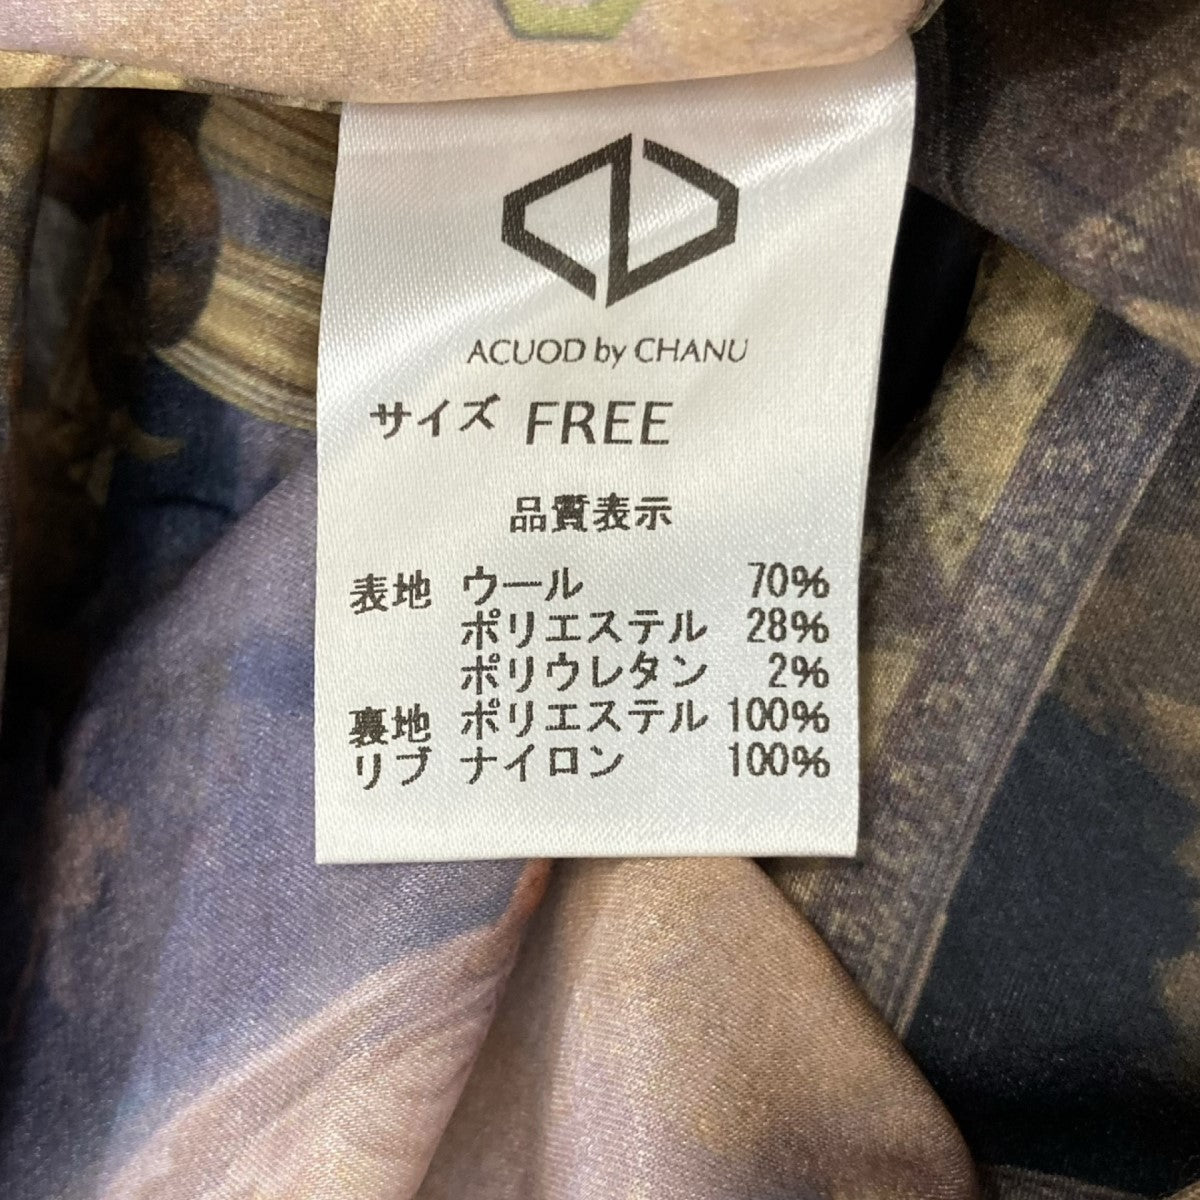 ACUOD by CHANU
サイズ FREE
品質表示
表地 ウール 70%
ポリエステル 28%
ポリウレタン 2%
裏地 ポリエステル 100%
リブ ナイロン 100%